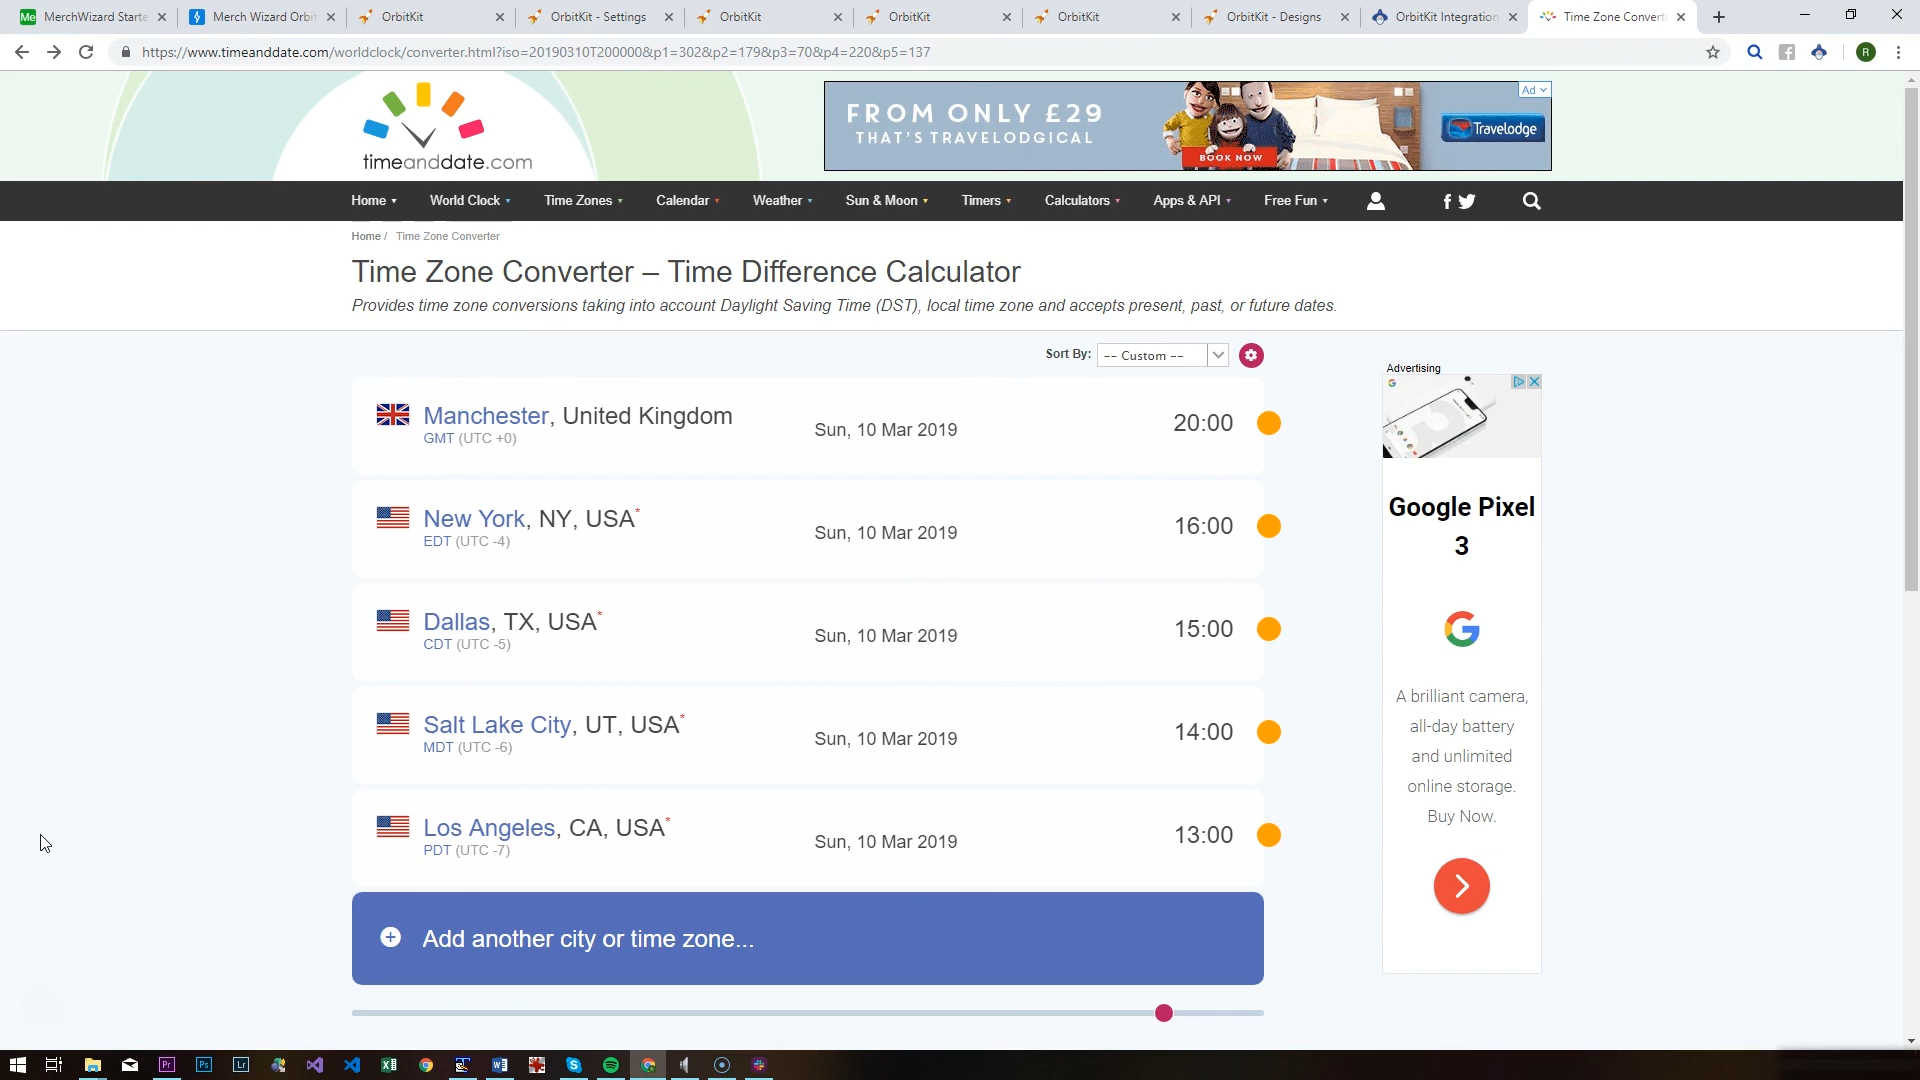 MerchWizard Starte
Merch Wizard Orbit
OrbitKit
OrbitKit - Settings
OrbitKit
OrbitKit
OrbitKit
OrbitKit - Designs
OrbitKit Integration
Time Zone Convert
https://www.timeanddate.com/worldclock/converter.html?iso=20190310T200000&p1=302&p2=179&p3=70&p4=220&p5=137
R
timeanddate.com
FROM ONLY £29
THAT'S TRAVELODGICAL
BOOK NOW
Travelodge
Ad
Home
World Clock
Time Zones
Calendar
Weather
Sun & Moon
Timers
Calculators
Apps & API
Free Fun
Home / Time Zone Converter
Time Zone Converter – Time Difference Calculator
Provides time zone conversions taking into account Daylight Saving Time (DST), local time zone and accepts present, past, or future dates.
Sort By: -- Custom --
Manchester, United Kingdom
GMT (UTC +0)
Sun, 10 Mar 2019
20:00
New York, NY, USA*
EDT (UTC -4)
Sun, 10 Mar 2019
16:00
Dallas, TX, USA*
CDT (UTC -5)
Sun, 10 Mar 2019
15:00
Salt Lake City, UT, USA*
MDT (UTC -6)
Sun, 10 Mar 2019
14:00
Los Angeles, CA, USA*
PDT (UTC -7)
Sun, 10 Mar 2019
13:00
Add another city or time zone...
Advertising
Google Pixel
3
A brilliant camera,
all-day battery
and unlimited
online storage.
Buy Now.